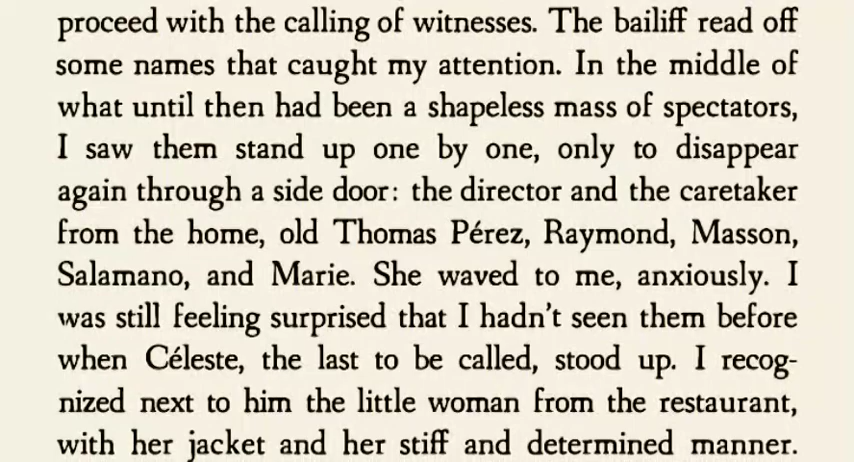 proceed with the calling of witnesses. The bailiff read off
some names that caught my attention. In the middle of
what until then had been a shapeless mass of spectators,
I saw them stand up one by one, only to disappear
again through a side door: the director and the caretaker
from the home, old Thomas Pérez, Raymond, Masson,
Salamano, and Marie. She waved to me, anxiously. I
was still feeling surprised that I hadn't seen them before
when Céleste, the last to be called, stood up. I recog-
nized next to him the little woman from the restaurant,
with her jacket and her stiff and determined manner.